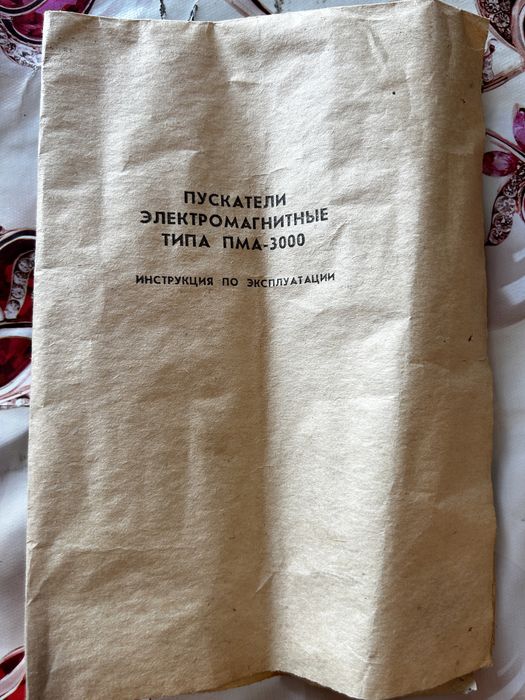 ПУСКАТЕЛИ
ЭЛЕКТРОМАГНИТНЫЕ
ТИПА ПМА-3000
ИНСТРУКЦИЯ ПО ЭКСПЛУАТАЦИИ